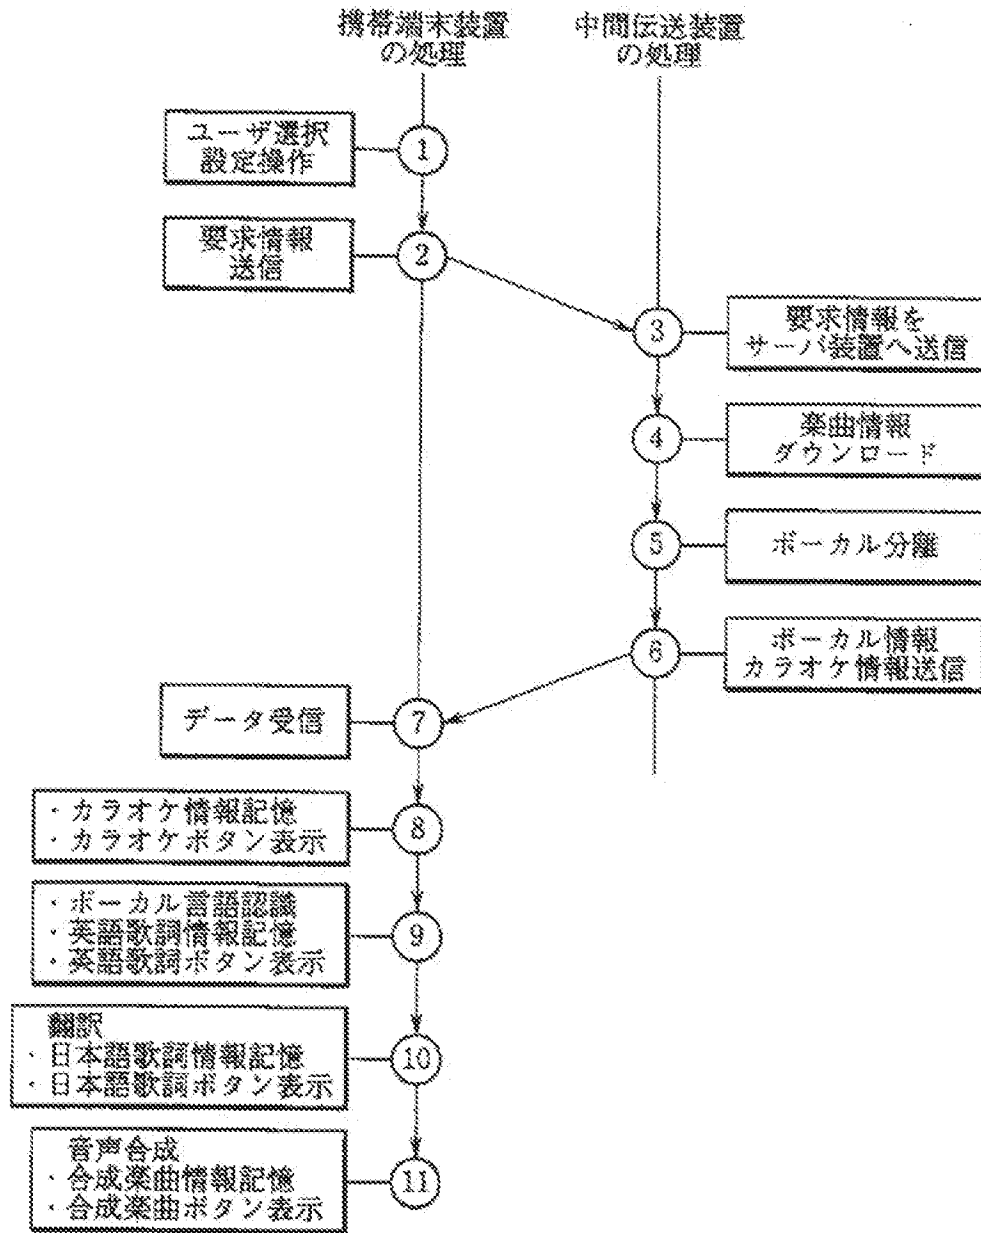 携帯端末装置
の処理
中間伝送装置
の処理
ユーザ選択
設定操作
①
要求情報
送信
②
③
要求情報を
サーバ装置へ送信
④
楽曲情報
ダウンロード
⑤
ボーカル分離
⑥
ボーカル情報
カラオケ情報送信
データ受信
⑦
・カラオケ情報記憶
・カラオケボタン表示
⑧
・ボーカル言語認識
・英語歌詞情報記憶
・英語歌詞ボタン表示
⑨
翻訳
・日本語歌詞情報記憶
・日本語歌詞ボタン表示
⑩
音声合成
・合成楽曲情報記憶
・合成楽曲ボタン表示
⑪